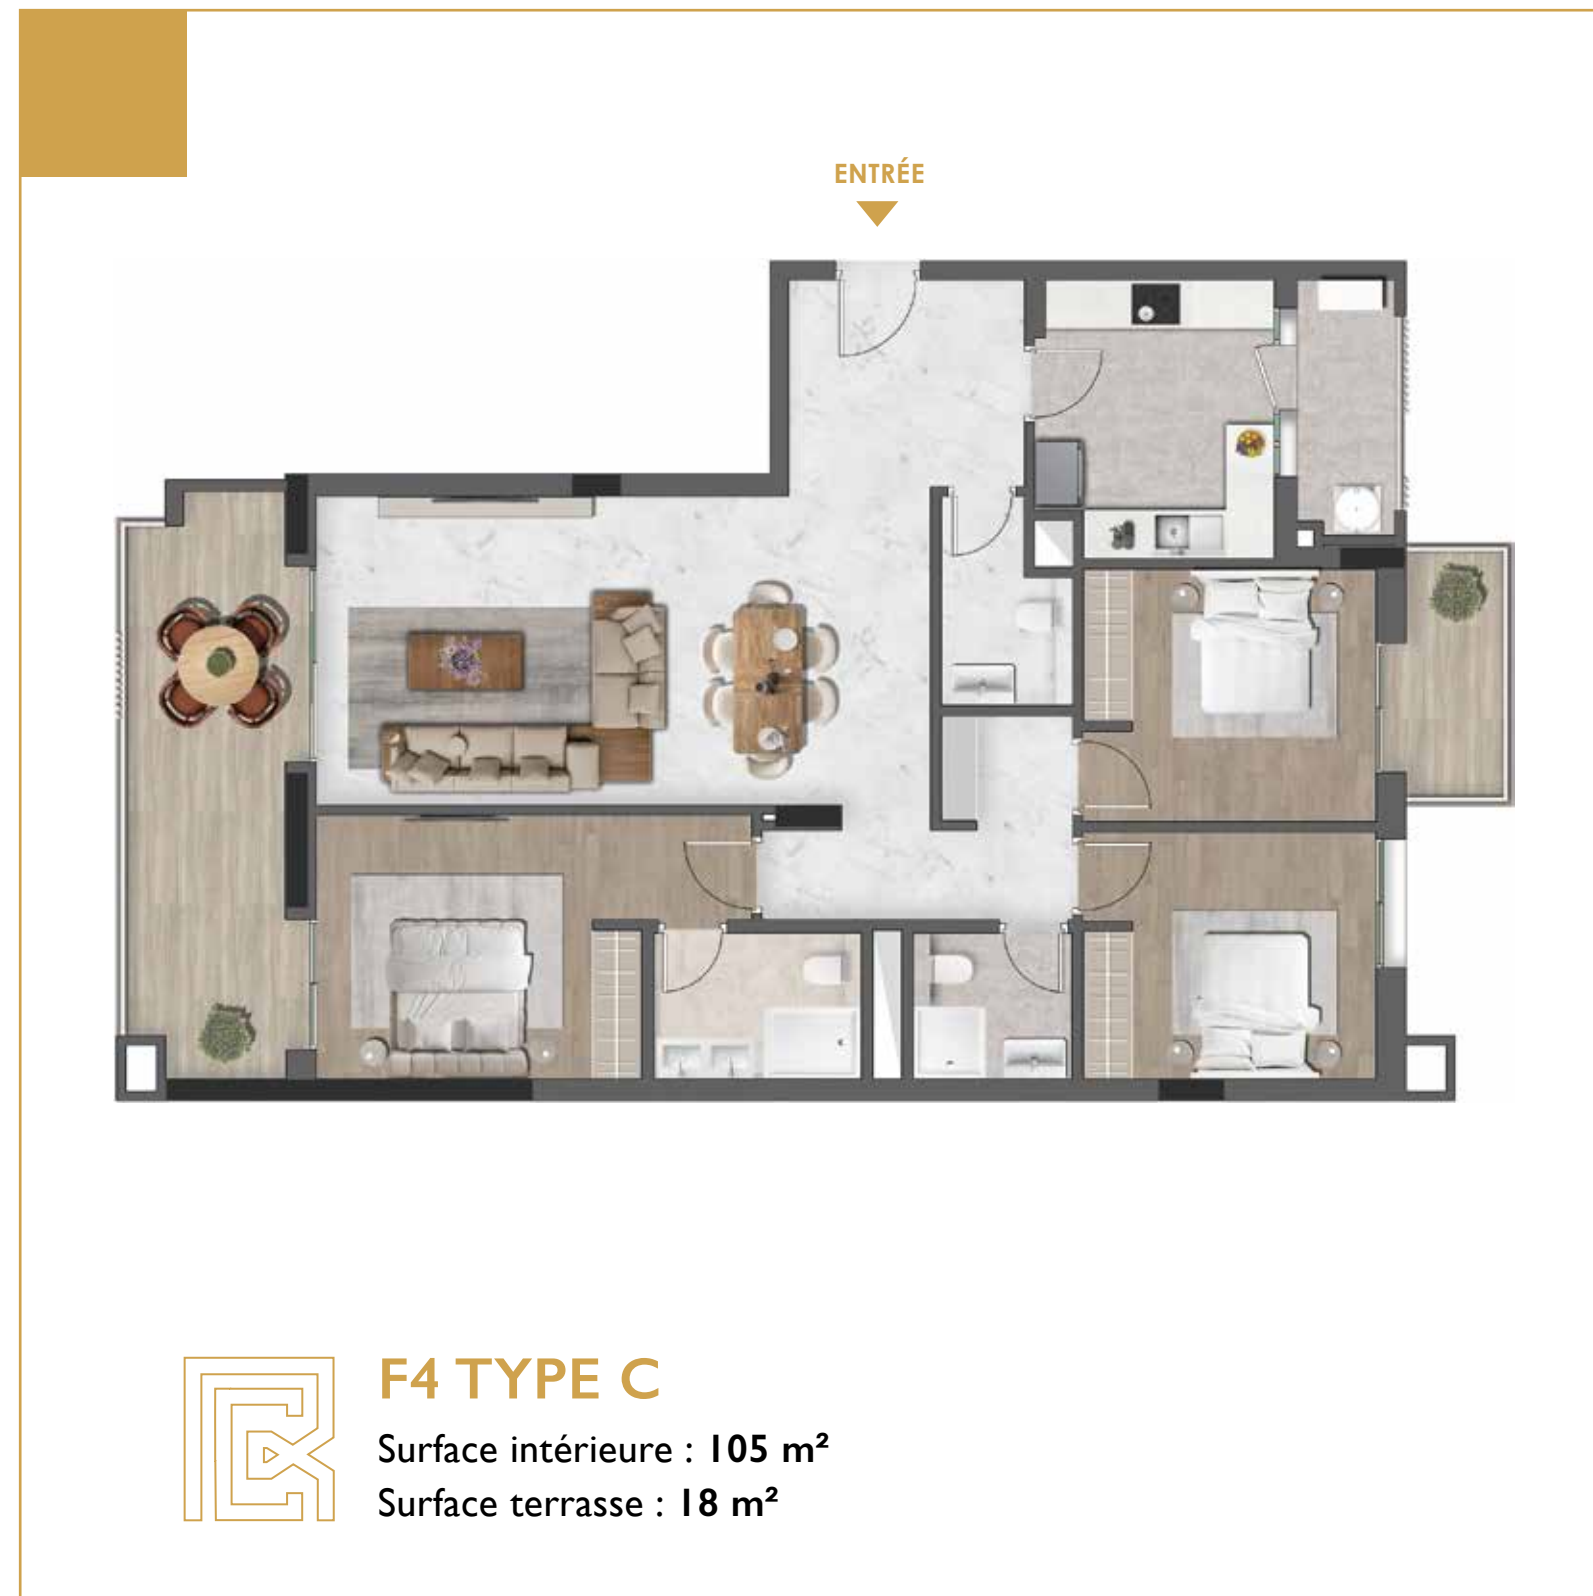 ENTRÉE
F4 TYPE C
Surface intérieure : 105 m²
Surface terrasse : 18 m²